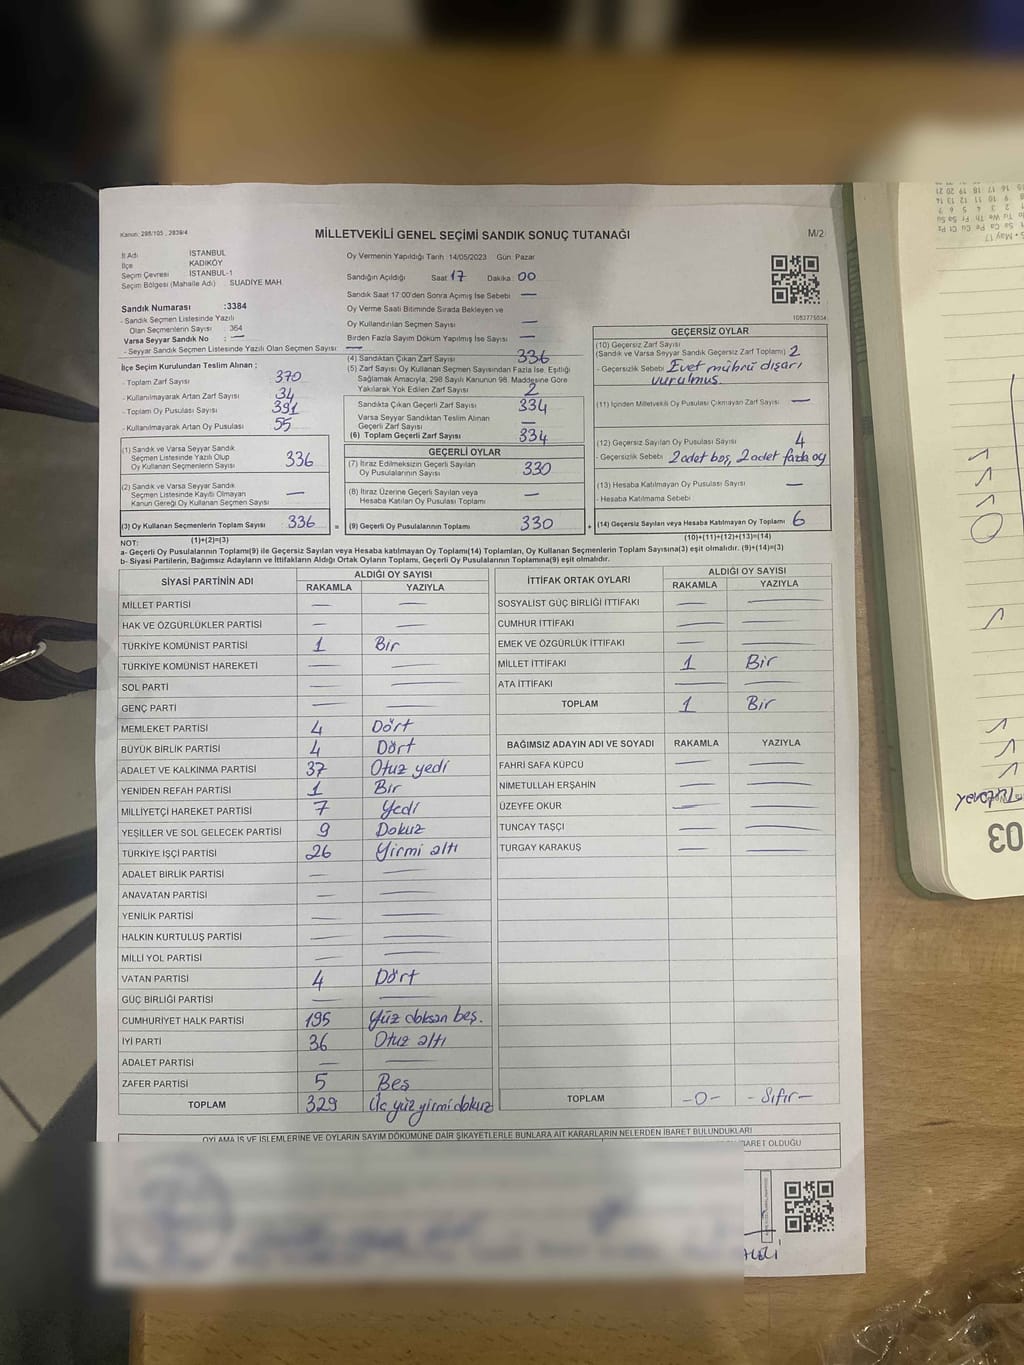 Kanun: 298/105 , 2839/4
MİLLETVEKİLİ GENEL SEÇİMİ SANDIK SONUÇ TUTANAĞI
M/2
İl Adı İSTANBUL
İlçe KADIKÖY
Seçim Çevresi İSTANBUL-1
Seçim Bölgesi (Mahalle Adı) SUADİYE MAH.
Sandık Numarası :3384
- Sandık Seçmen Listesinde Yazılı
Olan Seçmenlerin Sayısı : 364
Varsa Seyyar Sandık No : —
- Seyyar Sandık Seçmen Listesinde Yazılı Olan Seçmen Sayısı : —
İlçe Seçim Kurulundan Teslim Alınan ;
- Toplam Zarf Sayısı 370
- Kullanılmayarak Artan Zarf Sayısı 34
- Toplam Oy Pusulası Sayısı 391
- Kullanılmayarak Artan Oy Pusulası 55
Oy Vermenin Yapıldığı Tarih 14/05/2023 Gün: Pazar
Sandığın Açıldığı Saat 17 Dakika : 00
Sandık Saat 17:00'den Sonra Açımış İse Sebebi —
Oy Verme Saati Bitiminde Sırada Bekleyen ve
Oy Kullandırılan Seçmen Sayısı —
Birden Fazla Sayım Döküm Yapılmış İse Sayısı —
(4) Sandıktan Çıkan Zarf Sayısı 336
(5) Zarf Sayısı Oy Kullanan Seçmen Sayısından Fazla İse, Eşitliği
Sağlamak Amacıyla, 298 Sayılı Kanunun 98. Maddesine Göre
Yakılarak Yok Edilen Zarf Sayısı 2
Sandıkta Çıkan Geçerli Zarf Sayısı 334
Varsa Seyyar Sandıktan Teslim Alınan
Geçerli Zarf Sayısı —
(6) Toplam Geçerli Zarf Sayısı 334
1083775034
GEÇERSİZ OYLAR
(10) Geçersiz Zarf Sayısı
(Sandık ve Varsa Seyyar Sandık Geçersiz Zarf Toplamı) 2
- Geçersizlik Sebebi Evet mührü dışarı
vurulmuş.
(11) İçinden Milletvekili Oy Pusulası Çıkmayan Zarf Sayısı —
(12) Geçersiz Sayılan Oy Pusulası Sayısı 4
- Geçersizlik Sebebi 2 adet boş, 2 adet fazla oy
(13) Hesaba Katılmayan Oy Pusulası Sayısı —
- Hesaba Katılmama Sebebi
(14) Geçersiz Sayılan veya Hesaba Katılmayan Oy Toplamı 6
(10)+(11)+(12)+(13)=(14)
(1) Sandık ve Varsa Seyyar Sandık
Seçmen Listesinde Yazılı Olup
Oy Kullanan Seçmenlerin Sayısı 336
(2) Sandık ve Varsa Seyyar Sandık
Seçmen Listesinde Kayıtlı Olmayan
Kanun Gereği Oy Kullanan Seçmen Sayısı —
(3) Oy Kullanan Seçmenlerin Toplam Sayısı 336 =
GEÇERLİ OYLAR
(7) İtiraz Edilmeksizin Geçerli Sayılan
Oy Pusulalarının Sayısı 330
(8) İtiraz Üzerine Geçerli Sayılan veya
Hesaba Katılan Oy Pusulası Toplamı —
(9) Geçerli Oy Pusulalarının Toplamı 330 +
NOT: (1)+(2)=(3)
a- Geçerli Oy Pusulalarının Toplamı(9) ile Geçersiz Sayılan veya Hesaba katılmayan Oy Toplamı(14) Toplamları, Oy Kullanan Seçmenlerin Toplam Sayısına(3) eşit olmalıdır. (9)+(14)=(3)
b- Siyasi Partilerin, Bağımsız Adayların ve İttifakların Aldığı Ortak Oyların Toplamı, Geçerli Oy Pusulalarının Toplamına(9) eşit olmalıdır.
SİYASİ PARTİNİN ADI ALDIĞI OY SAYISI
RAKAMLA YAZIYLA
MİLLET PARTİSİ — —
HAK VE ÖZGÜRLÜKLER PARTİSİ — —
TÜRKİYE KOMÜNİST PARTİSİ 1 Bir
TÜRKİYE KOMÜNİST HAREKETİ — —
SOL PARTİ — —
GENÇ PARTİ — —
MEMLEKET PARTİSİ 4 Dört
BÜYÜK BİRLİK PARTİSİ 4 Dört
ADALET VE KALKINMA PARTİSİ 37 Otuz yedi
YENİDEN REFAH PARTİSİ 1 Bir
MİLLİYETÇİ HAREKET PARTİSİ 7 Yedi
YEŞİLLER VE SOL GELECEK PARTİSİ 9 Dokuz
TÜRKİYE İŞÇİ PARTİSİ 26 Yirmi altı
ADALET BİRLİK PARTİSİ — —
ANAVATAN PARTİSİ — —
YENİLİK PARTİSİ — —
HALKIN KURTULUŞ PARTİSİ — —
MİLLİ YOL PARTİSİ — —
VATAN PARTİSİ 4 Dört
GÜÇ BİRLİĞİ PARTİSİ — —
CUMHURİYET HALK PARTİSİ 195 Yüz doksan beş.
İYİ PARTİ 36 Otuz altı
ADALET PARTİSİ — —
ZAFER PARTİSİ 5 Beş
TOPLAM 329 Üç yüz yirmi dokuz
İTTİFAK ORTAK OYLARI ALDIĞI OY SAYISI
RAKAMLA YAZIYLA
SOSYALİST GÜÇ BİRLİĞİ İTTİFAKI — —
CUMHUR İTTİFAKI — —
EMEK VE ÖZGÜRLÜK İTTİFAKI — —
MİLLET İTTİFAKI 1 Bir
ATA İTTİFAKI — —
TOPLAM 1 Bir
BAĞIMSIZ ADAYIN ADI VE SOYADI RAKAMLA YAZIYLA
FAHRİ SAFA KÜPCÜ — —
NİMETULLAH ERŞAHİN — —
ÜZEYFE OKUR — —
TUNCAY TAŞÇI — —
TURGAY KARAKUŞ — —
TOPLAM -0- - Sıfır -
OYLAMA İŞ VE İŞLEMLERİNE VE OYLARIN SAYIM DÖKÜMÜNE DAİR ŞİKAYETLERLE BUNLARA AİT KARARLARIN NELERDEN İBARET BULUNDUKLARI
BARET OLDUĞU
03